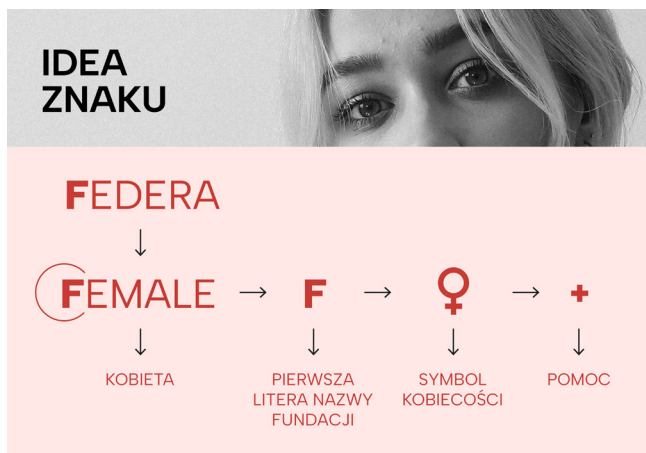 IDEA
ZNAKU
FEDERA
FEMALE
F
+
KOBIETA
PIERWSZA
LITERA NAZWY
FUNDACJI
SYMBOL
KOBIECOŚCI
POMOC